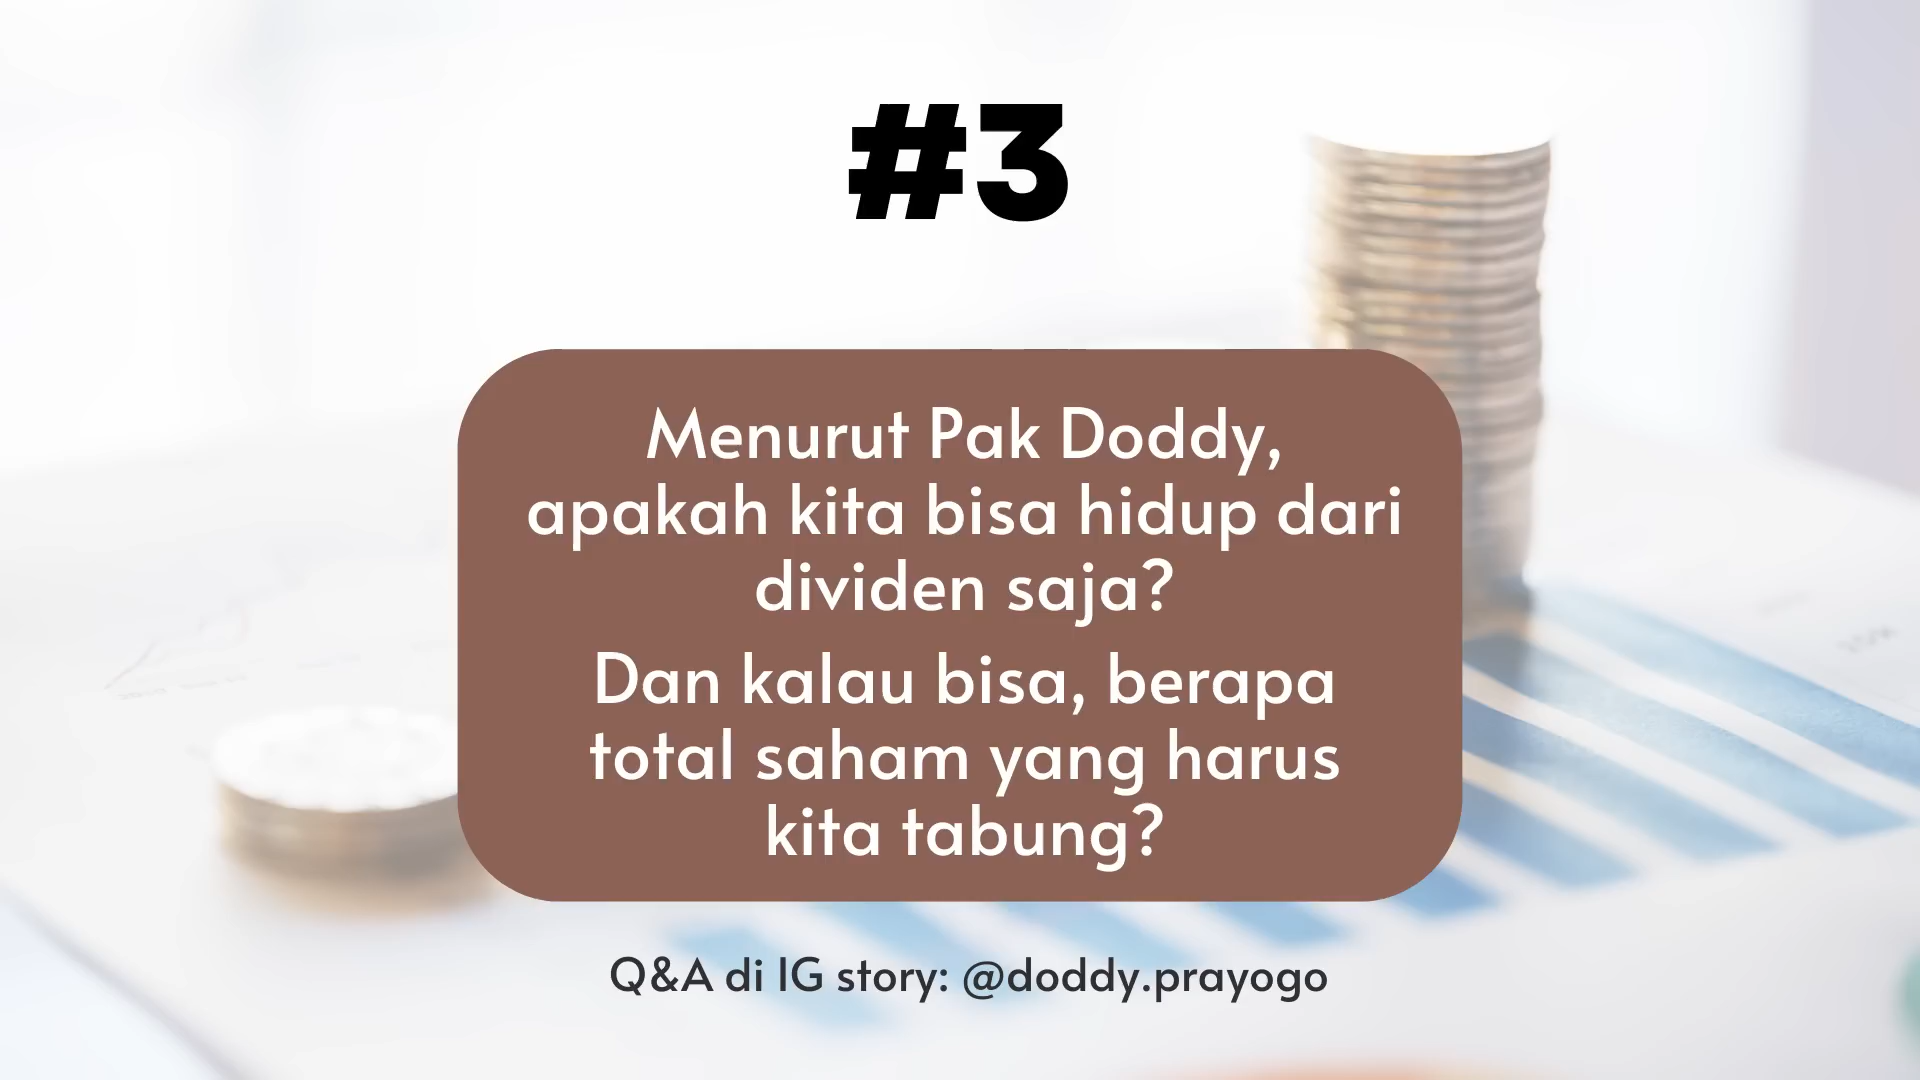 #3
Menurut Pak Doddy,
apakah kita bisa hidup dari
dividen saja?
Dan kalau bisa, berapa
total saham yang harus
kita tabung?
Q&A di IG story: @doddy.prayogo